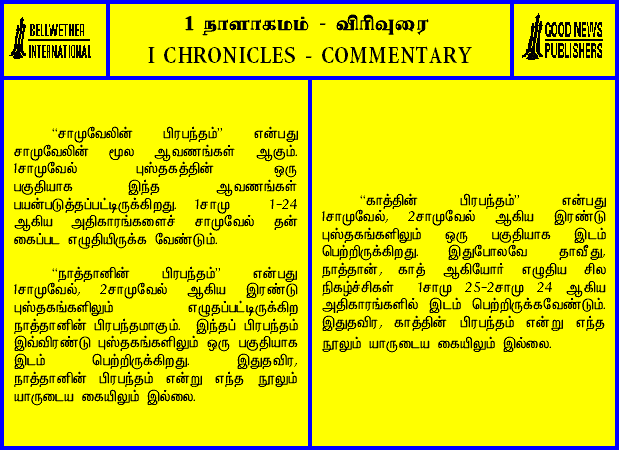 BELLWETHER
INTERNATIONAL
1 நாளாகமம் - விரிவுரை
I CHRONICLES - COMMENTARY
GOOD NEWS
PUBLISHERS
“சாமுவேலின் பிரபந்தம்” என்பது
சாமுவேலின் மூல ஆவணங்கள் ஆகும்.
1சாமுவேல் புஸ்தகத்தின் ஒரு
பகுதியாக இந்த ஆவணங்கள்
பயன்படுத்தப்பட்டிருக்கிறது. 1சாமு 1-24
ஆகிய அதிகாரங்களைச் சாமுவேல் தன்
கைப்பட எழுதியிருக்க வேண்டும்.
“நாத்தானின் பிரபந்தம்” என்பது
1சாமுவேல், 2சாமுவேல் ஆகிய இரண்டு
புஸ்தகங்களிலும் எழுதப்பட்டிருக்கிற
நாத்தானின் பிரபந்தமாகும். இந்தப் பிரபந்தம்
இவ்விரண்டு புஸ்தகங்களிலும் ஒரு பகுதியாக
இடம் பெற்றிருக்கிறது. இதுதவிர,
நாத்தானின் பிரபந்தம் என்று எந்த நூலும்
யாருடைய கையிலும் இல்லை.
“காத்தின் பிரபந்தம்” என்பது
1சாமுவேல், 2சாமுவேல் ஆகிய இரண்டு
புஸ்தகங்களிலும் ஒரு பகுதியாக இடம்
பெற்றிருக்கிறது. இதுபோலவே தாவீது,
நாத்தான், காத் ஆகியோர் எழுதிய சில
நிகழ்ச்சிகள் 1சாமு 25-2சாமு 24 ஆகிய
அதிகாரங்களில் இடம் பெற்றிருக்கவேண்டும்.
இதுதவிர, காத்தின் பிரபந்தம் என்று எந்த
நூலும் யாருடைய கையிலும் இல்லை.